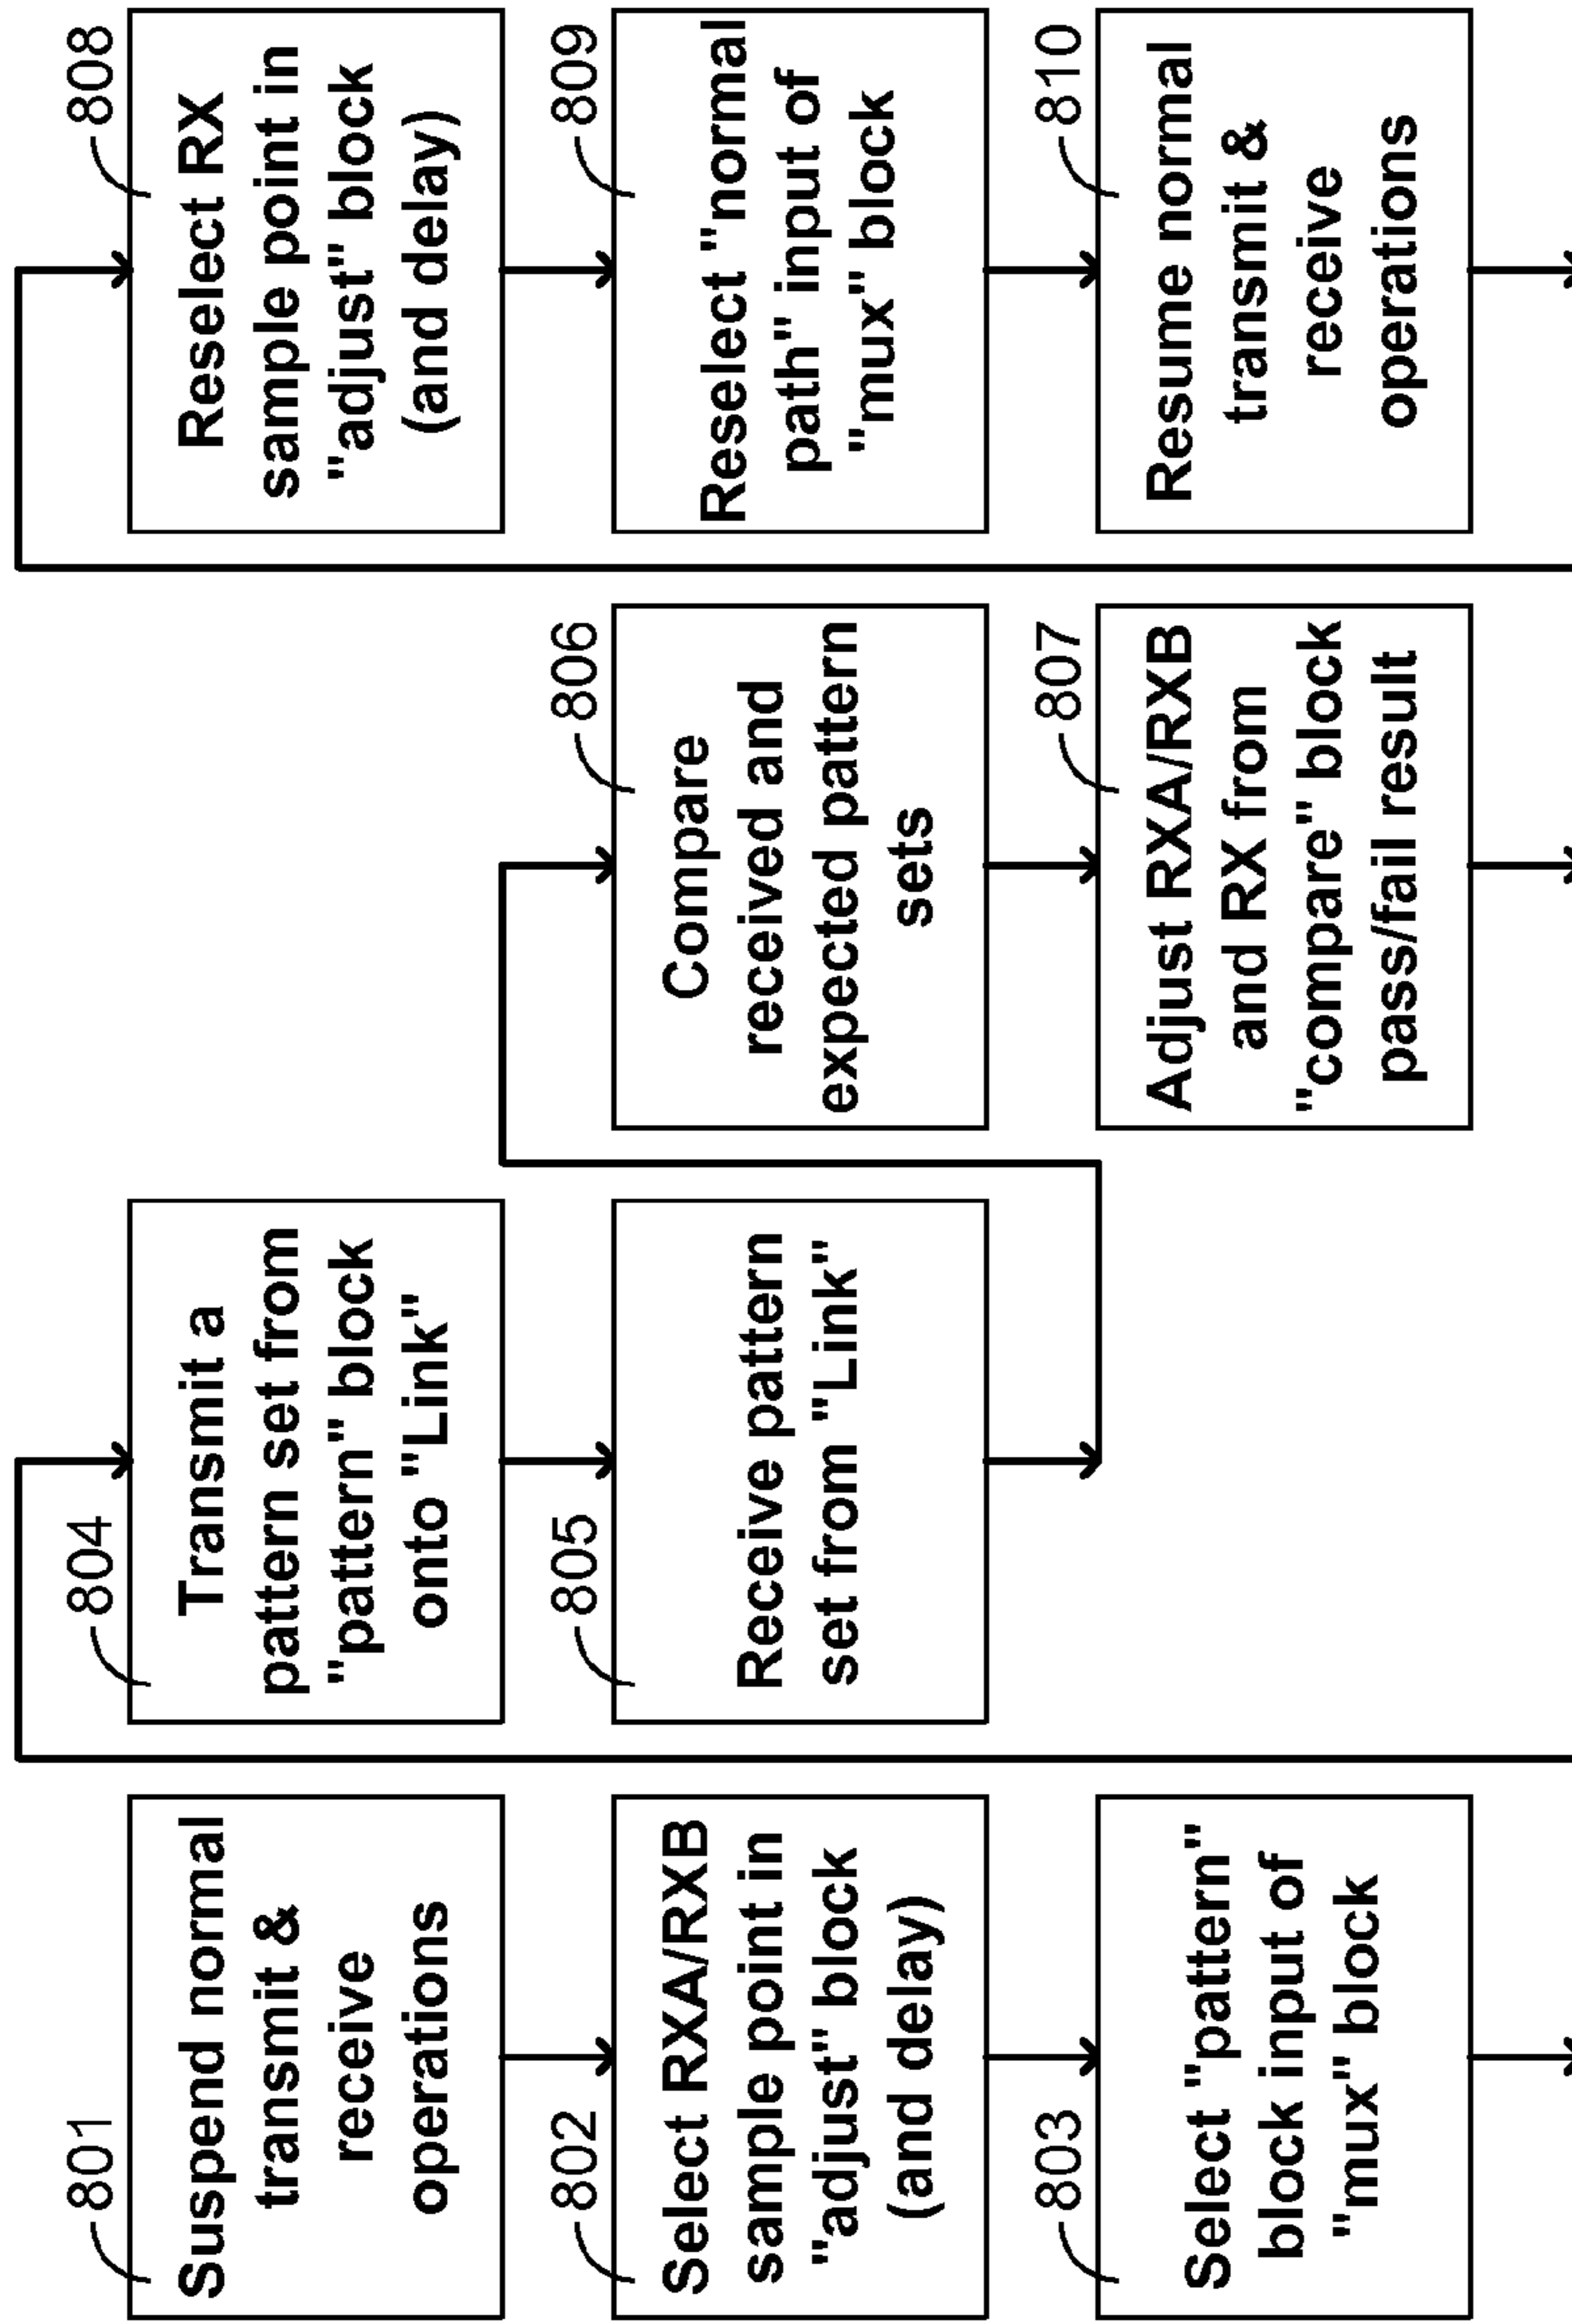 801
Suspend normal
transmit &
receive
operations
802
Select RXA/RXB
sample point in
"adjust" block
(and delay)
803
Select "pattern"
block input of
"mux" block
804
Transmit a
pattern set from
"pattern" block
onto "Link"
805
Receive pattern
set from "Link"
806
Compare
received and
expected pattern
sets
807
Adjust RXA/RXB
and RX from
"compare" block
pass/fail result
808
Reselect RX
sample point in
"adjust" block
(and delay)
809
Reselect "normal
path" input of
"mux" block
810
Resume normal
transmit &
receive
operations